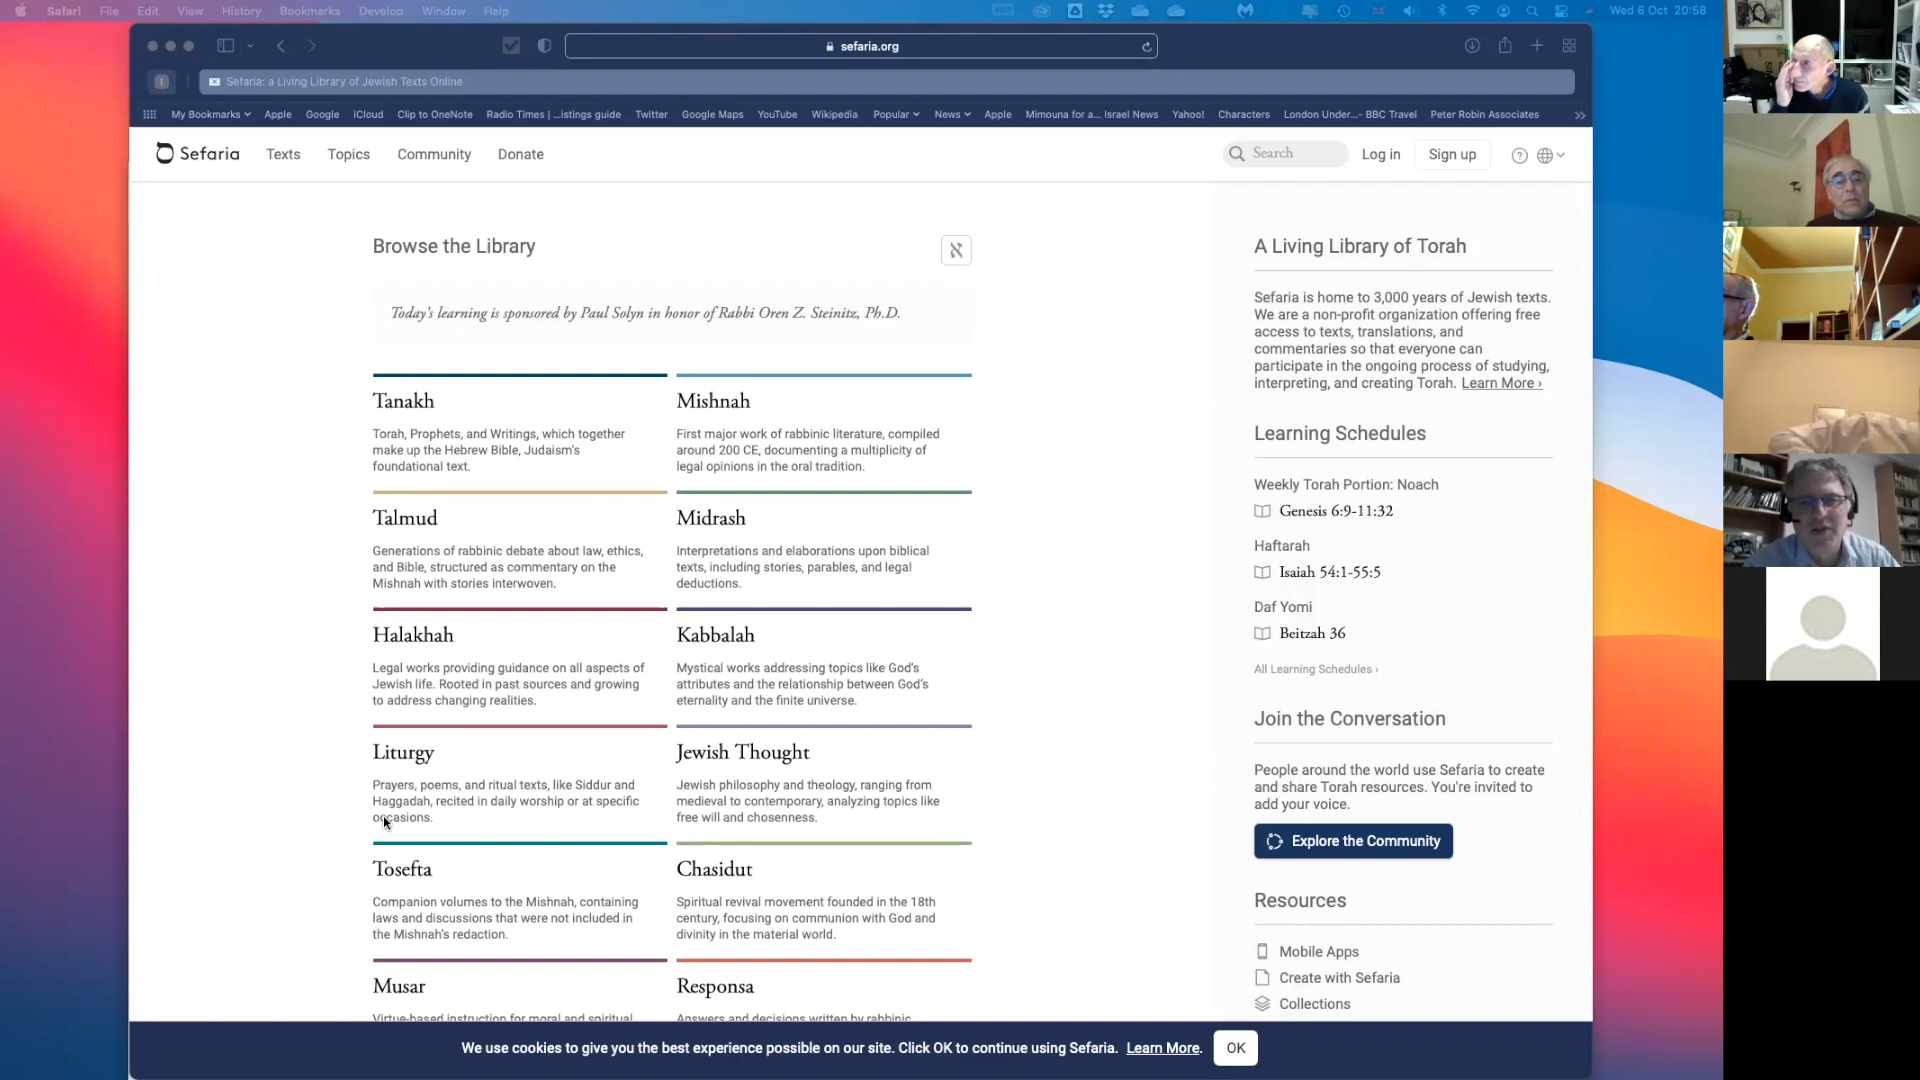 Safari File Edit View History Bookmarks Develop Window Help
Wed 6 Oct 20:58
sefaria.org
Sefaria: a Living Library of Jewish Texts Online
My Bookmarks Apple Google iCloud Clip to OneNote Radio Times | ...istings guide Twitter Google Maps YouTube Wikipedia Popular News Apple Mimouna for a... Israel News Yahoo! Characters London Under...- BBC Travel Peter Robin Associates
Sefaria Texts Topics Community Donate
Search Log in Sign up
Browse the Library
א
Today's learning is sponsored by Paul Solyn in honor of Rabbi Oren Z. Steinitz, Ph.D.
Tanakh
Torah, Prophets, and Writings, which together
make up the Hebrew Bible, Judaism's
foundational text.
Mishnah
First major work of rabbinic literature, compiled
around 200 CE, documenting a multiplicity of
legal opinions in the oral tradition.
Talmud
Generations of rabbinic debate about law, ethics,
and Bible, structured as commentary on the
Mishnah with stories interwoven.
Midrash
Interpretations and elaborations upon biblical
texts, including stories, parables, and legal
deductions.
Halakhah
Legal works providing guidance on all aspects of
Jewish life. Rooted in past sources and growing
to address changing realities.
Kabbalah
Mystical works addressing topics like God's
attributes and the relationship between God's
eternality and the finite universe.
Liturgy
Prayers, poems, and ritual texts, like Siddur and
Haggadah, recited in daily worship or at specific
occasions.
Jewish Thought
Jewish philosophy and theology, ranging from
medieval to contemporary, analyzing topics like
free will and chosenness.
Tosefta
Companion volumes to the Mishnah, containing
laws and discussions that were not included in
the Mishnah's redaction.
Chasidut
Spiritual revival movement founded in the 18th
century, focusing on communion with God and
divinity in the material world.
Musar
Virtue-based instruction for moral and spiritual
Responsa
Answers and decisions written by rabbinic
A Living Library of Torah
Sefaria is home to 3,000 years of Jewish texts.
We are a non-profit organization offering free
access to texts, translations, and
commentaries so that everyone can
participate in the ongoing process of studying,
interpreting, and creating Torah. Learn More ›
Learning Schedules
Weekly Torah Portion: Noach
Genesis 6:9-11:32
Haftarah
Isaiah 54:1-55:5
Daf Yomi
Beitzah 36
All Learning Schedules ›
Join the Conversation
People around the world use Sefaria to create
and share Torah resources. You're invited to
add your voice.
Explore the Community
Resources
Mobile Apps
Create with Sefaria
Collections
We use cookies to give you the best experience possible on our site. Click OK to continue using Sefaria. Learn More. OK